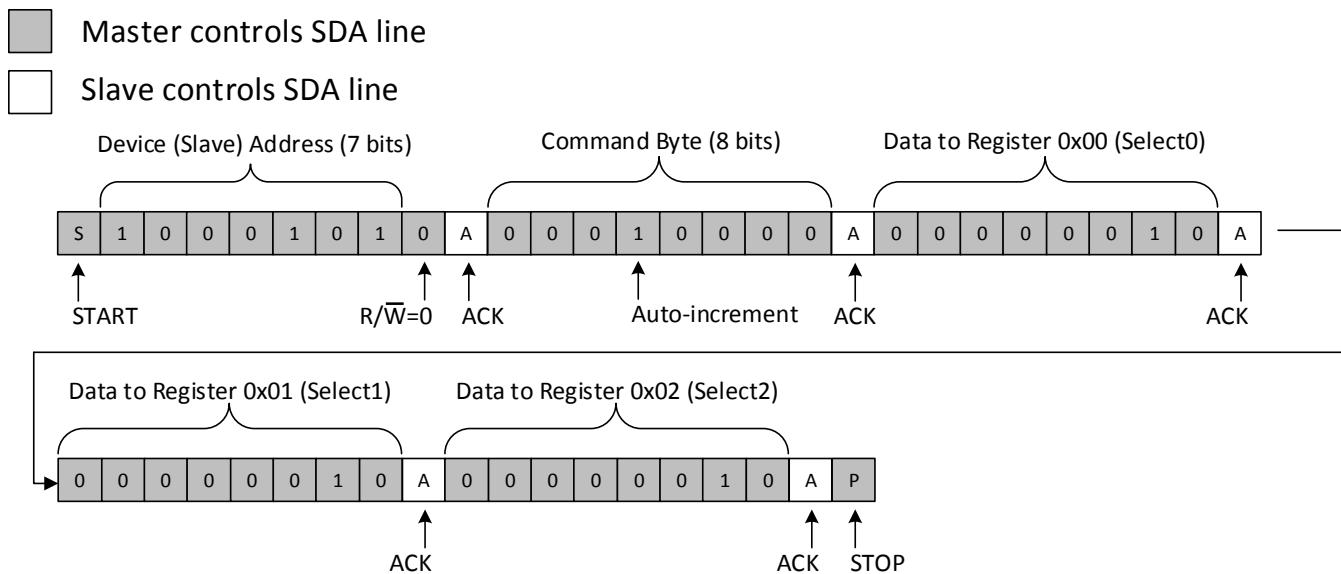 Master controls SDA line
Slave controls SDA line
Device (Slave) Address (7 bits) Command Byte (8 bits) Data to Register 0x00 (Select0)
S 1 0 0 0 1 0 1 0 A 0 0 0 1 0 0 0 0 A 0 0 0 0 0 0 1 0 A
START R/W̅=0 ACK Auto-increment ACK ACK
Data to Register 0x01 (Select1) Data to Register 0x02 (Select2)
0 0 0 0 0 0 1 0 A 0 0 0 0 0 0 1 0 A P
ACK ACK STOP